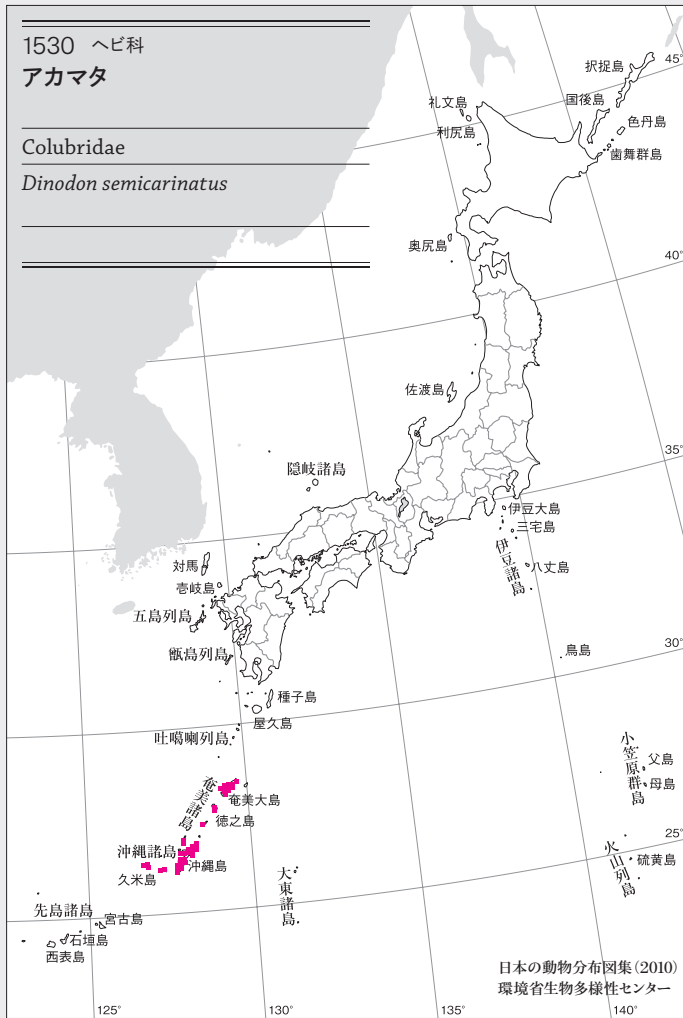 1530 ヘビ科
アカマタ
Colubridae
Dinodon semicarinatus
択捉島
45°
国後島
礼文島
色丹島
利尻島
歯舞群島
奥尻島
40°
佐渡島
35°
隠岐諸島
伊豆大島
三宅島
伊豆諸島
八丈島
対馬
壱岐島
五島列島
甑島列島
鳥島
30°
種子島
屋久島
吐噶喇列島
小笠原群島
父島
母島
奄美諸島
奄美大島
徳之島
25°
沖縄諸島
沖縄島
久米島
火山列島
硫黄島
大東諸島
先島諸島
宮古島
石垣島
西表島
日本の動物分布図集(2010)
環境省生物多様性センター
125°
130°
135°
140°